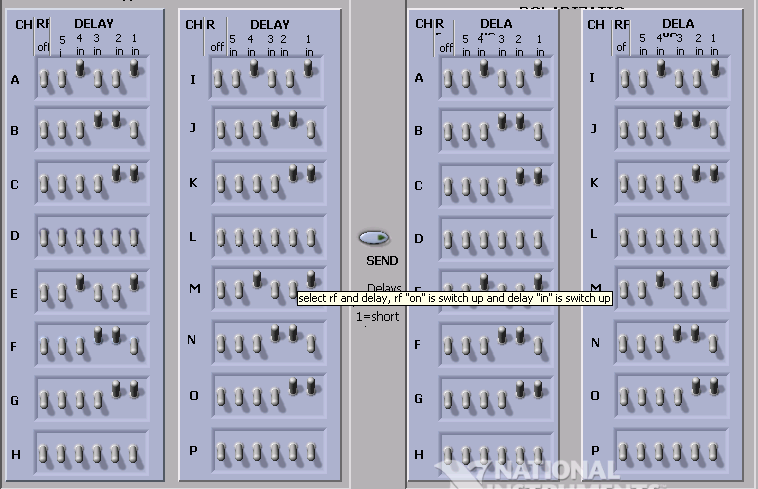 CH RF DELAY
off 5 4 3 2 1
in in in in
A
B
C
D
E
F
G
H
CH R DELAY
off 5 4 3 2 1
in in in in in
I
J
K
L
M
N
O
P
SEND
Delays
select rf and delay, rf "on" is switch up and delay "in" is switch up
1=short
CH R DELA
off 5 4 3 2 1
in in in in in
A
B
C
D
F
G
H
CH RF DELA
of 5 4 3 2 1
in in in in in
I
J
K
L
M
N
O
P
NATIONAL